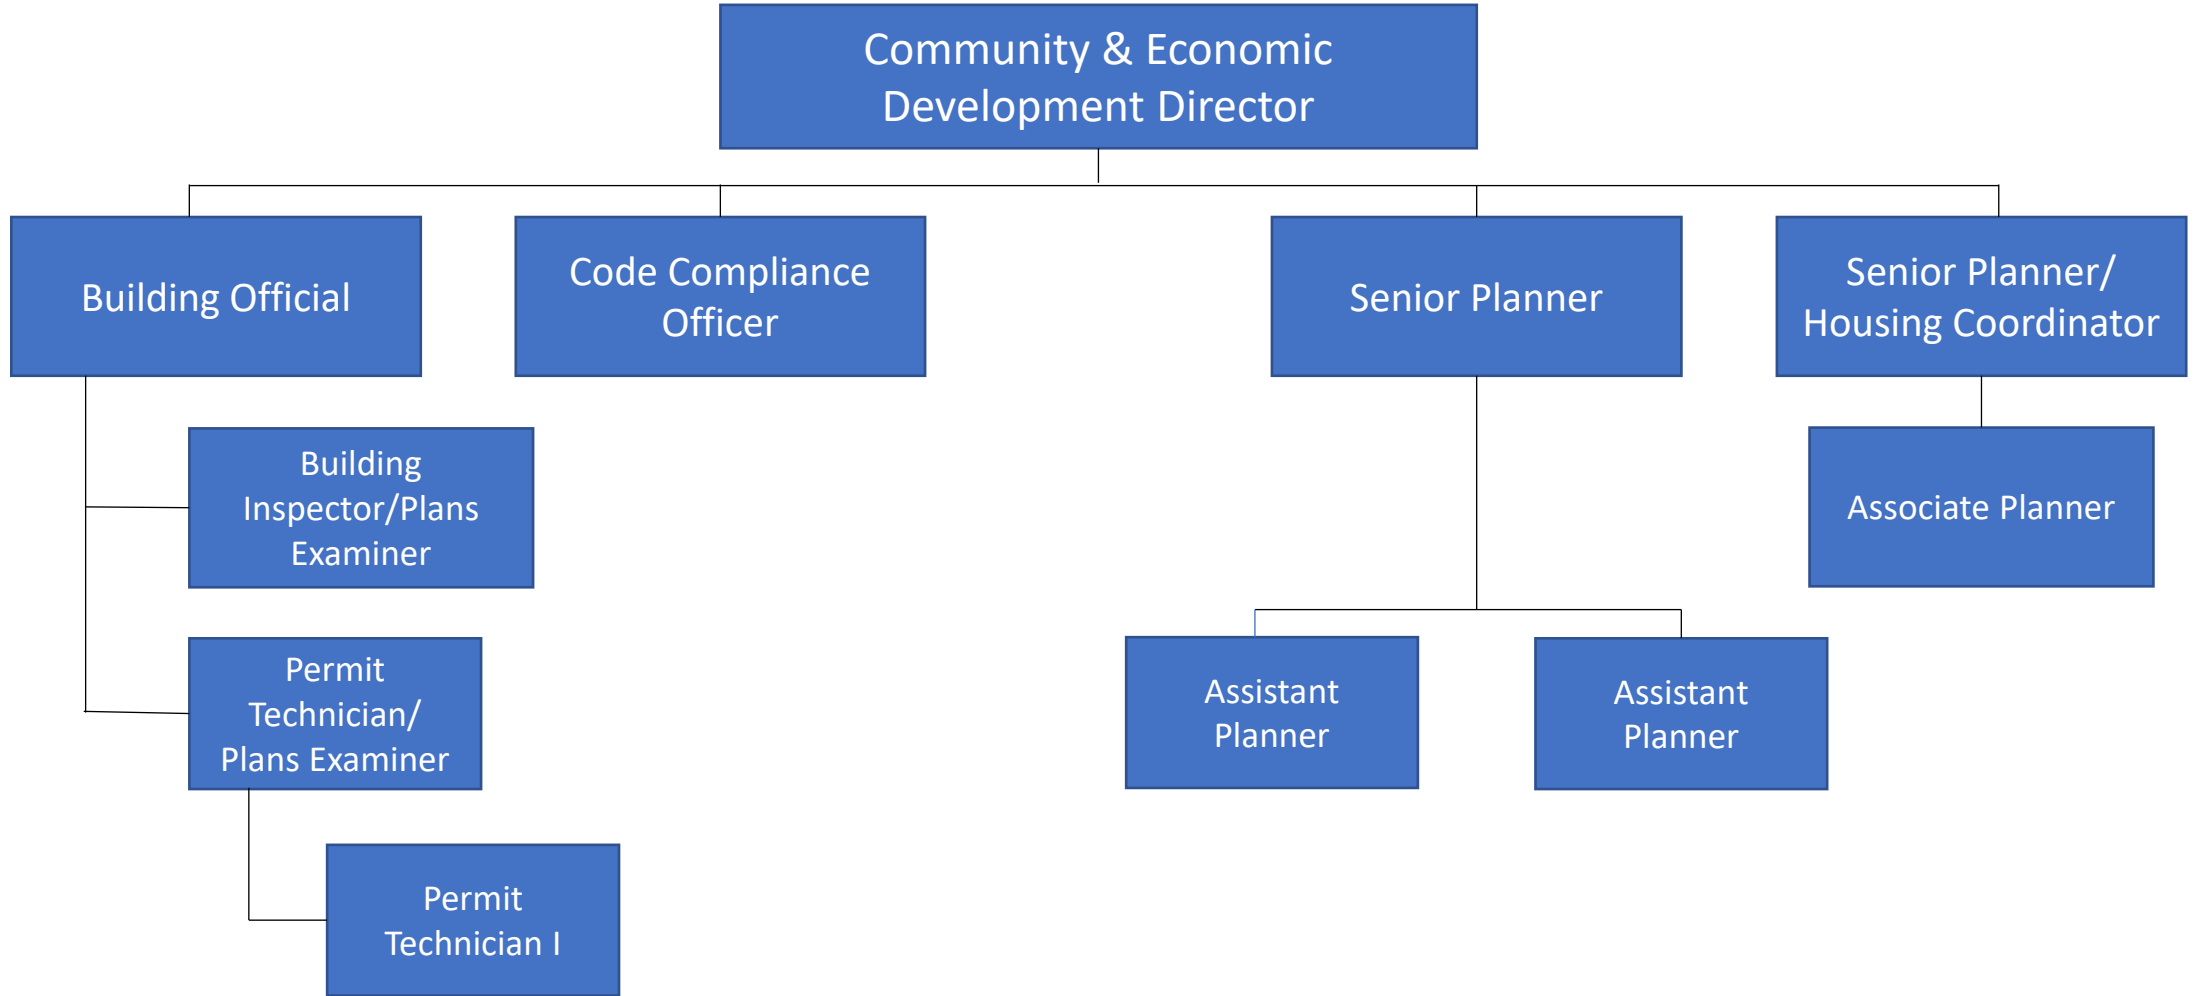 Community & Economic
Development Director
Building Official
Code Compliance
Officer
Senior Planner
Senior Planner/
Housing Coordinator
Building
Inspector/Plans
Examiner
Associate Planner
Permit
Technician/
Plans Examiner
Assistant
Planner
Assistant
Planner
Permit
Technician I